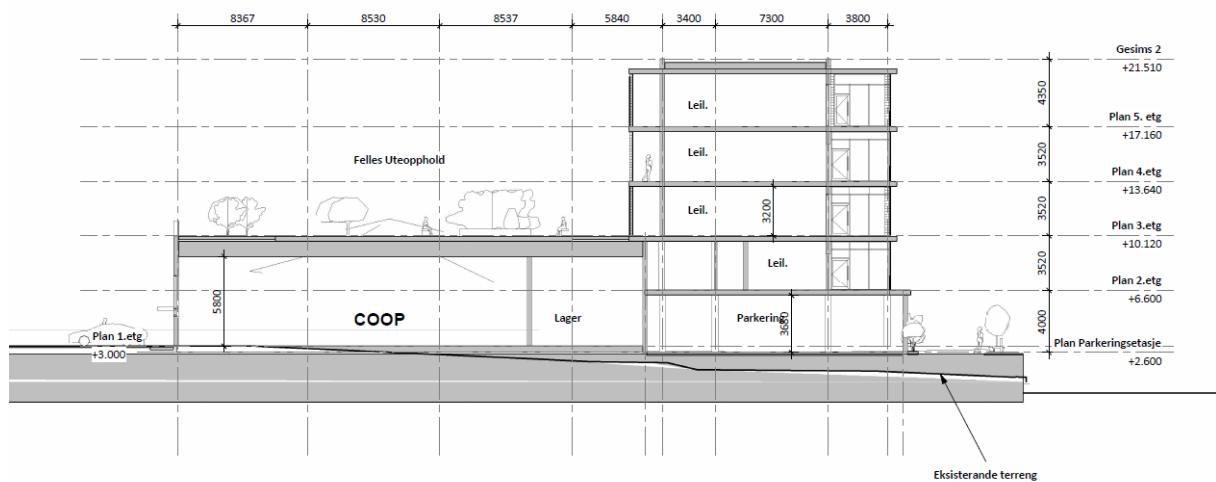 8367 8530 8537 5840 3400 7300 3800
Gesims 2
+21.510
4350
Leil.
Plan 5. etg
+17.160
3520
Felles Uteopphold
Leil.
Plan 4.etg
+13.640
3520
Leil.
3200
Plan 3.etg
+10.120
3520
Leil.
Plan 2.etg
+6.600
5800
COOP
Lager
Parkering
3680
4000
Plan 1.etg
+3.000
Plan Parkeringsetasje
+2.600
Eksisterande terreng